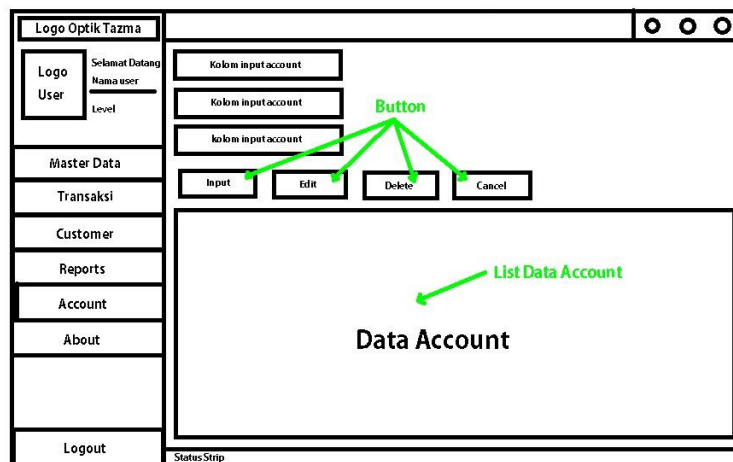 Logo Optik Tazma
Logo
User
Selamat Datang
Nama user
Level
Master Data
Transaksi
Customer
Reports
Account
About
Logout
Kolom input account
Kolom input account
kolom input account
Button
Input
Edit
Delete
Cancel
List Data Account
Data Account
Status Strip